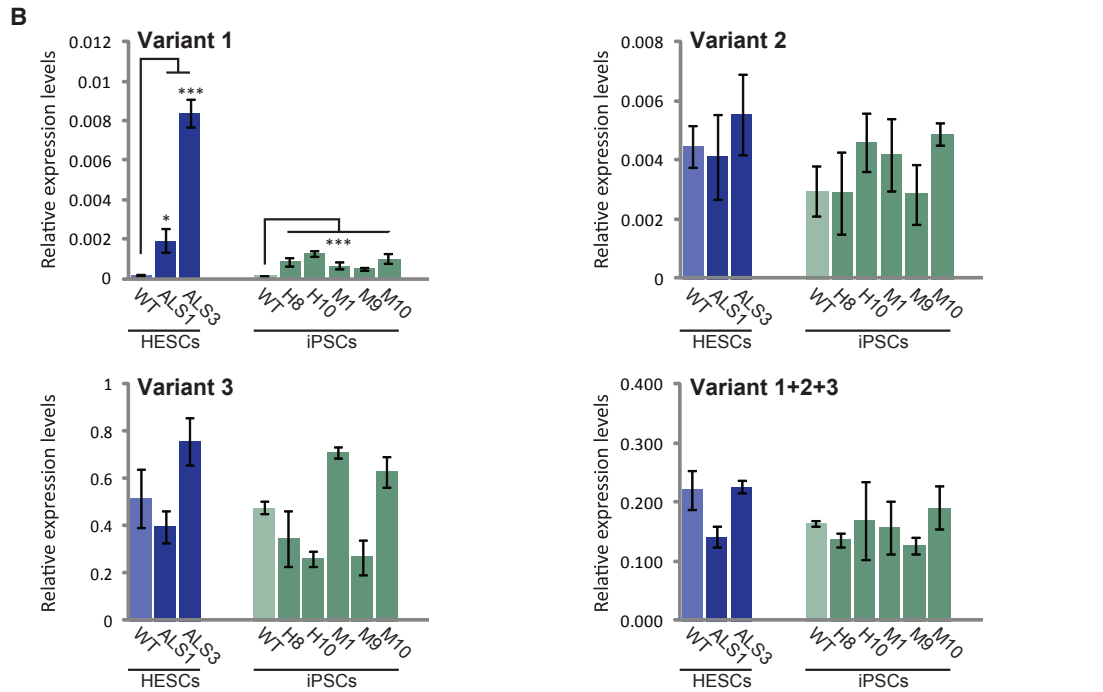 B
Variant 1
Relative expression levels
0.012
0.01
0.008
0.006
0.004
0.002
0
***
*
***
WT ALS1 ALS3 WT H8 H10 M1 M9 M10
HESCs iPSCs
Variant 2
Relative expression levels
0.008
0.006
0.004
0.002
0
WT ALS1 ALS3 WT H8 H10 M1 M9 M10
HESCs iPSCs
Variant 3
Relative expression levels
1
0.8
0.6
0.4
0.2
0
WT ALS1 ALS3 WT H8 H10 M1 M9 M10
HESCs iPSCs
Variant 1+2+3
Relative expression levels
0.400
0.300
0.200
0.100
0.000
WT ALS1 ALS3 WT H8 H10 M1 M9 M10
HESCs iPSCs